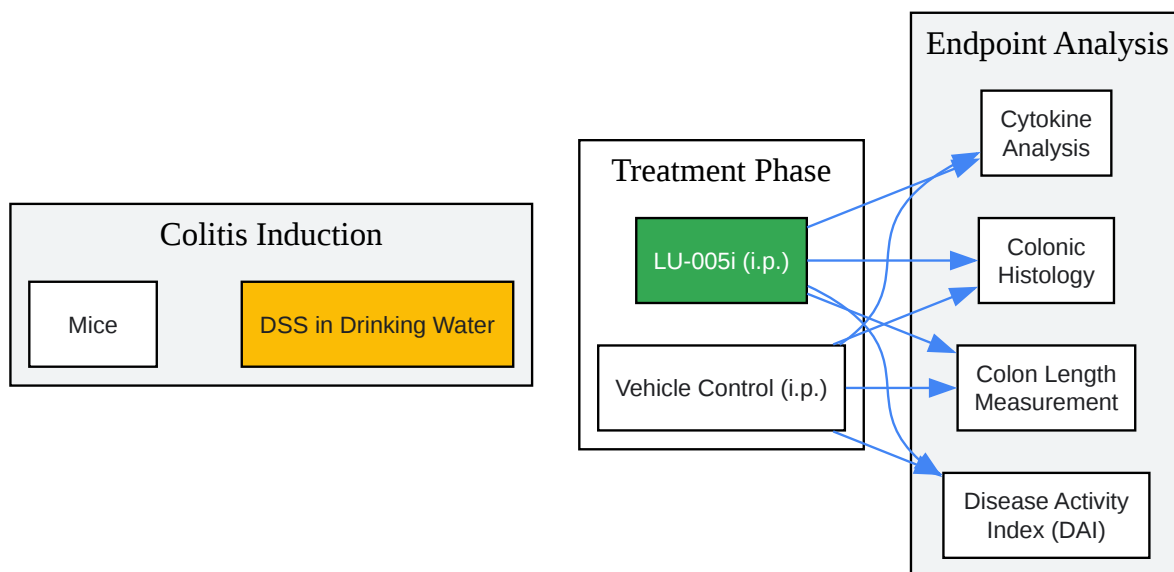 Colitis Induction
Mice
DSS in Drinking Water
Treatment Phase
LU-005i (i.p.)
Vehicle Control (i.p.)
Endpoint Analysis
Cytokine
Analysis
Colonic
Histology
Colon Length
Measurement
Disease Activity
Index (DAI)